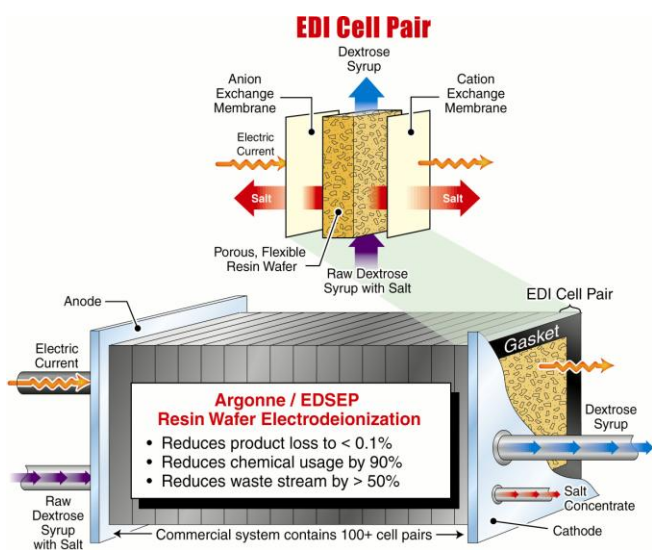 EDI Cell Pair
Dextrose
Syrup
Anion
Exchange
Membrane
Cation
Exchange
Membrane
Electric
Current
Salt
Salt
Porous, Flexible
Resin Wafer
Raw Dextrose
Syrup with Salt
EDI Cell Pair
Anode
Gasket
Electric
Current
Argonne / EDSEP
Resin Wafer Electrodeionization
• Reduces product loss to < 0.1%
• Reduces chemical usage by 90%
• Reduces waste stream by > 50%
Dextrose
Syrup
Raw
Dextrose
Syrup
with Salt
Salt
Concentrate
Commercial system contains 100+ cell pairs
Cathode